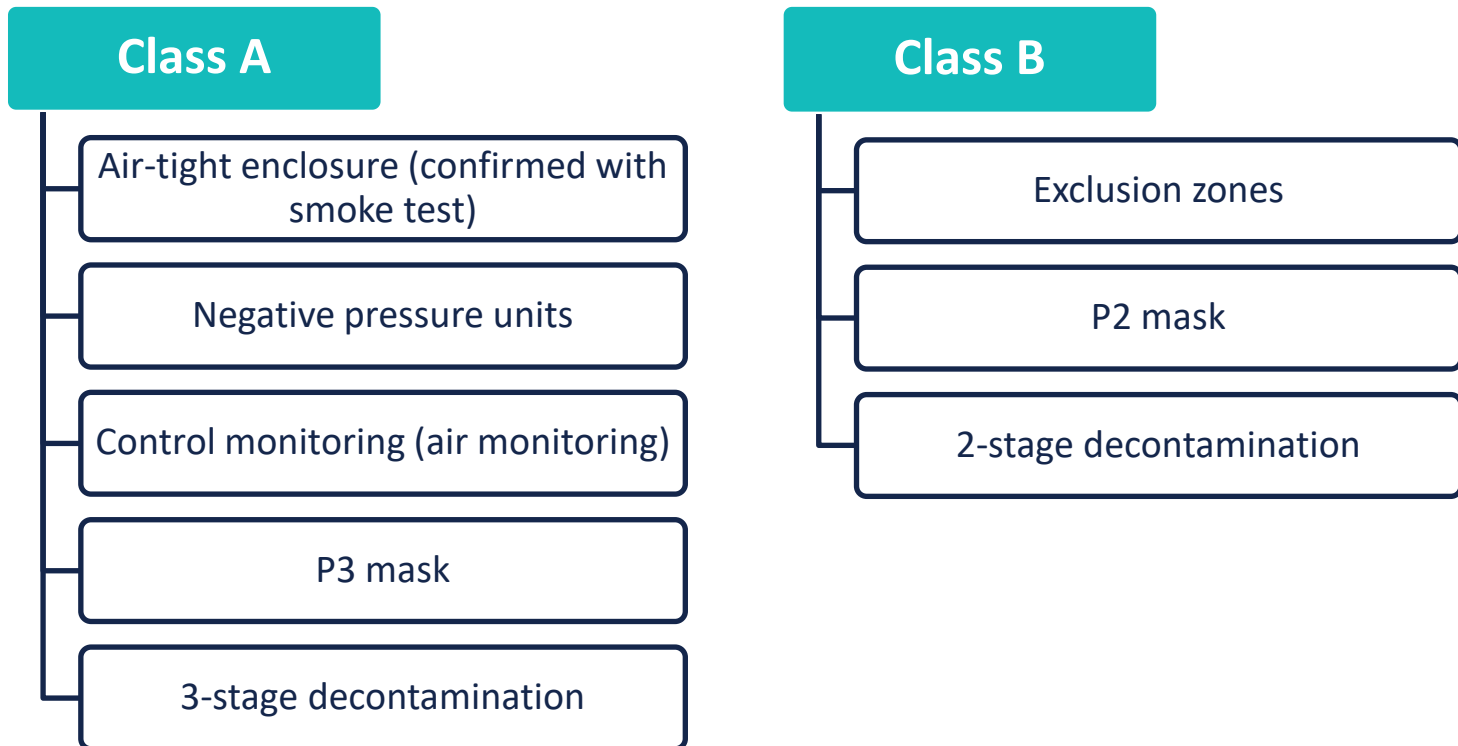 Class A
Air-tight enclosure (confirmed with
smoke test)
Negative pressure units
Control monitoring (air monitoring)
P3 mask
3-stage decontamination
Class B
Exclusion zones
P2 mask
2-stage decontamination